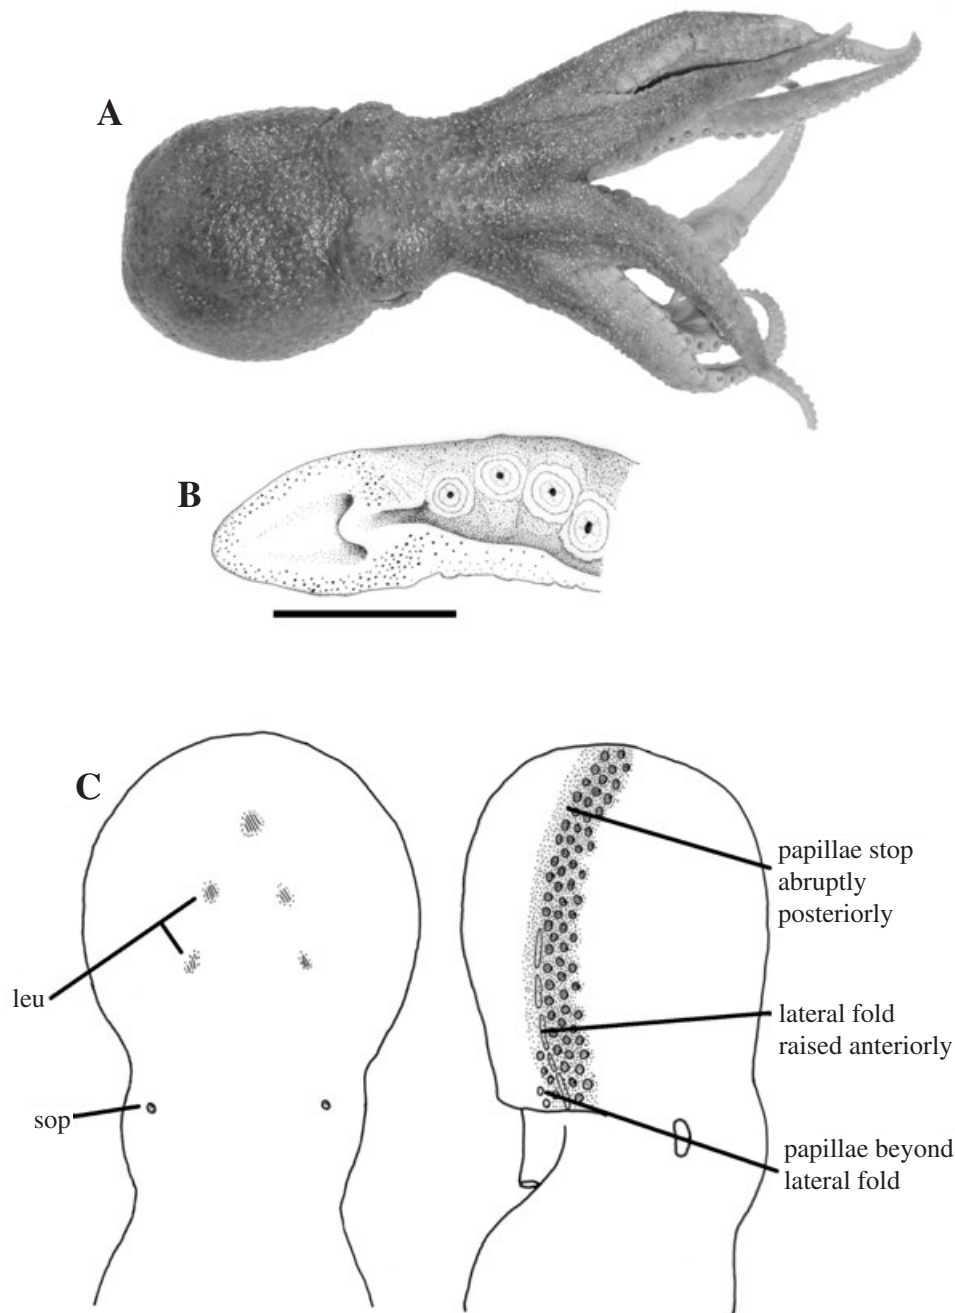 A
B
C
leu
sop
papillae stop
abruptly
posteriorly
lateral fold
raised anteriorly
papillae beyond
lateral fold